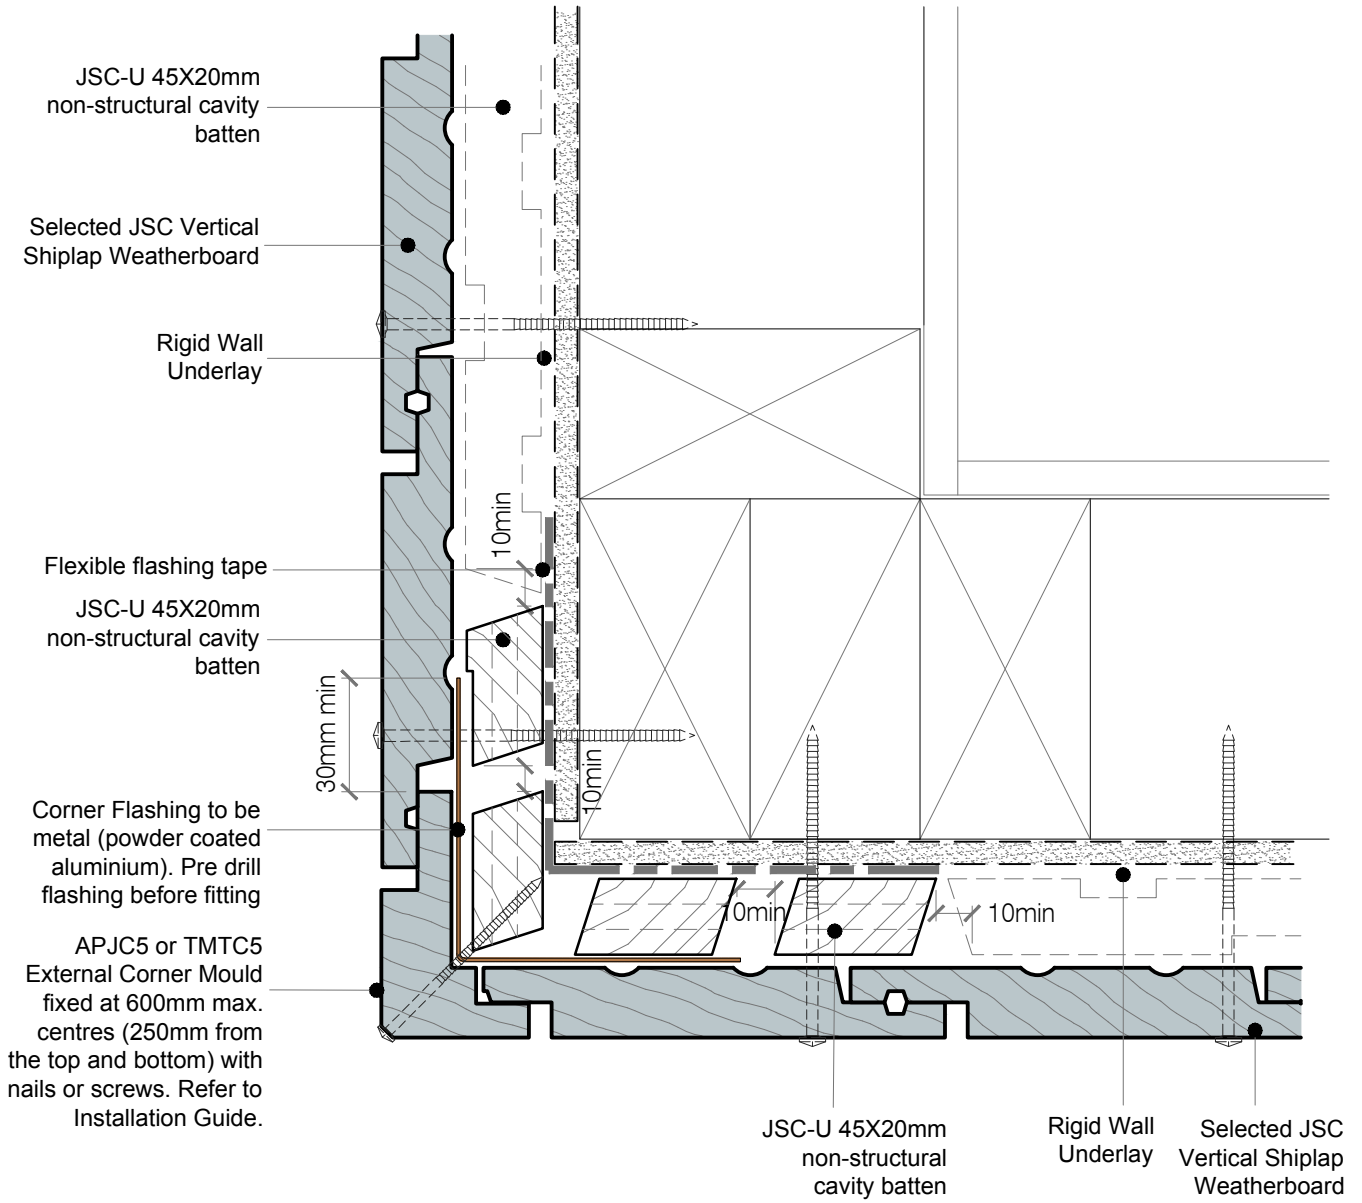 JSC-U 45X20mm
non-structural cavity
batten
Selected JSC Vertical
Shiplap Weatherboard
Rigid Wall
Underlay
10min
Flexible flashing tape
JSC-U 45X20mm
non-structural cavity
batten
30mm min
10min
Corner Flashing to be
metal (powder coated
aluminium). Pre drill
flashing before fitting
10min
10min
APJC5 or TMTC5
External Corner Mould
fixed at 600mm max.
centres (250mm from
the top and bottom) with
nails or screws. Refer to
Installation Guide.
JSC-U 45X20mm
non-structural
cavity batten
Rigid Wall
Underlay
Selected JSC
Vertical Shiplap
Weatherboard